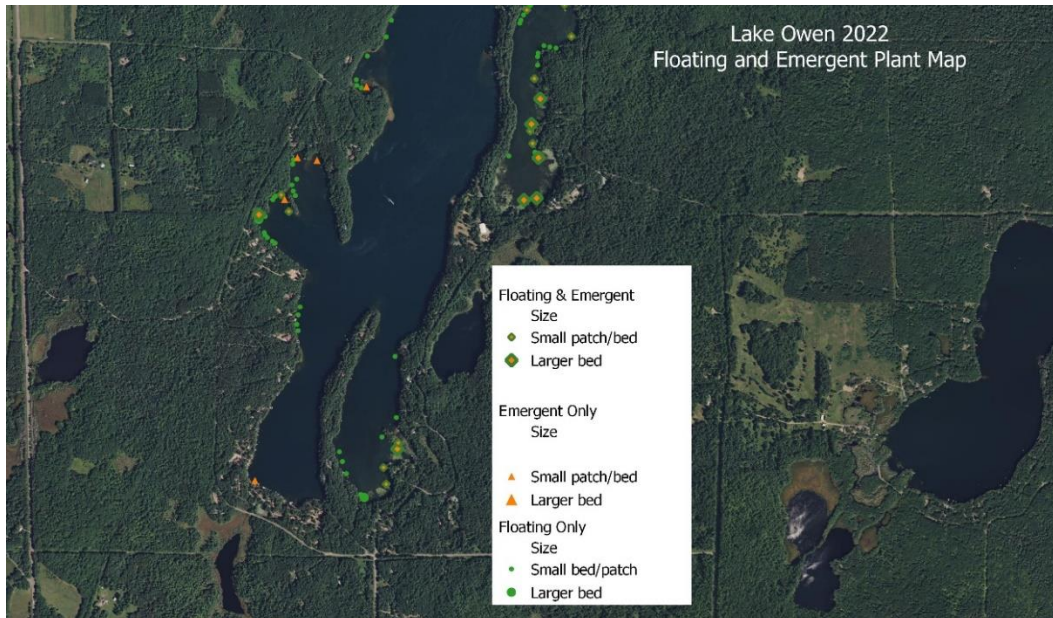 Lake Owen 2022
Floating and Emergent Plant Map
Floating & Emergent
Size
Small patch/bed
Larger bed
Emergent Only
Size
Small patch/bed
Larger bed
Floating Only
Size
Small bed/patch
Larger bed